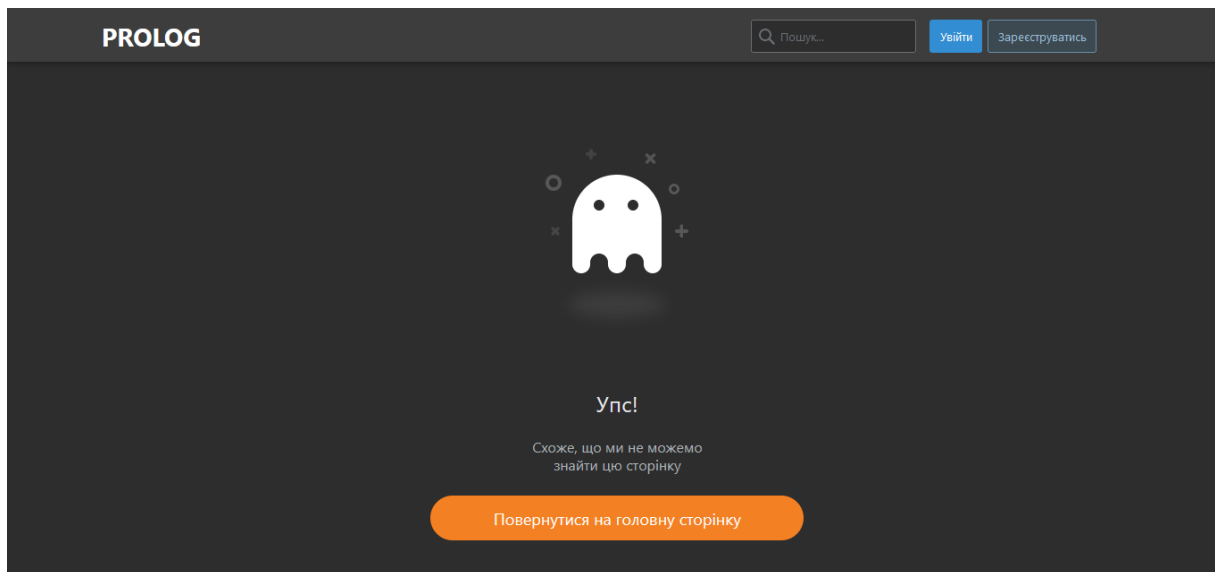 PROLOG
Пошук...
Увійти
Зареєструватись
Упс!
Схоже, що ми не можемо
знайти цю сторінку
Повернутися на головну сторінку